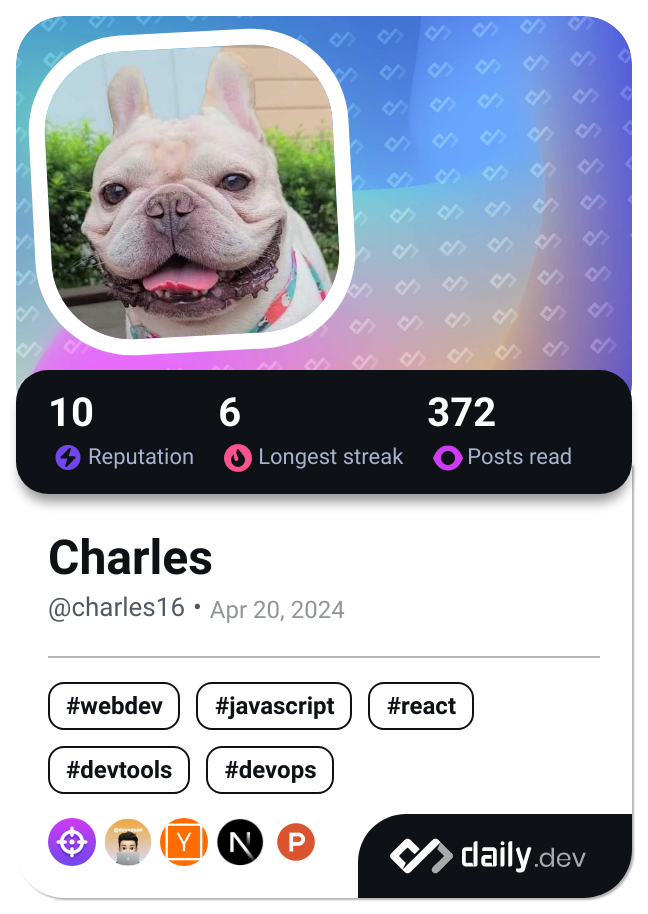 10 6 372
Reputation Longest streak Posts read
Charles
@charles16 • Apr 20, 2024
#webdev #javascript #react
#devtools #devops
Y N P
daily.dev